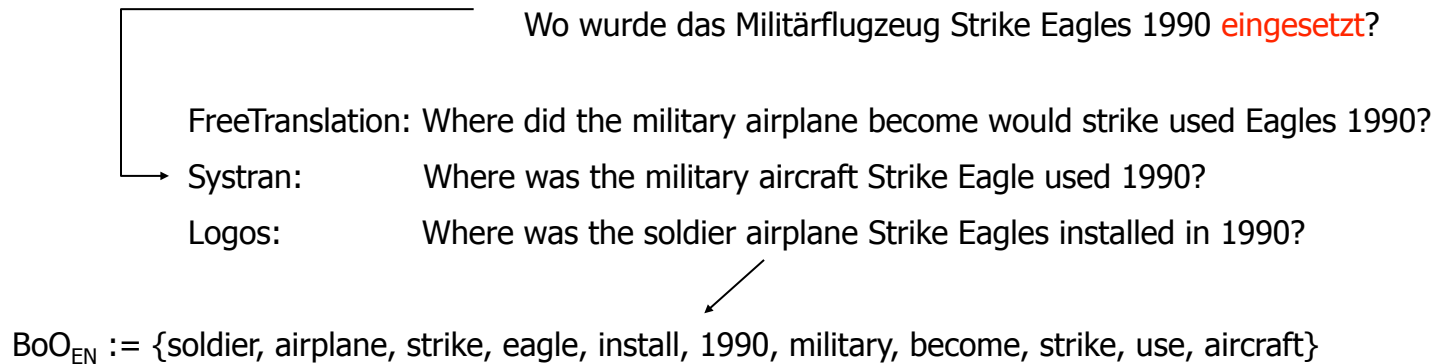 Wo wurde das Militärflugzeug Strike Eagles 1990 eingesetzt?
FreeTranslation: Where did the military airplane become would strike used Eagles 1990?
Systran: Where was the military aircraft Strike Eagle used 1990?
Logos: Where was the soldier airplane Strike Eagles installed in 1990?
BoO_EN := {soldier, airplane, strike, eagle, install, 1990, military, become, strike, use, aircraft}